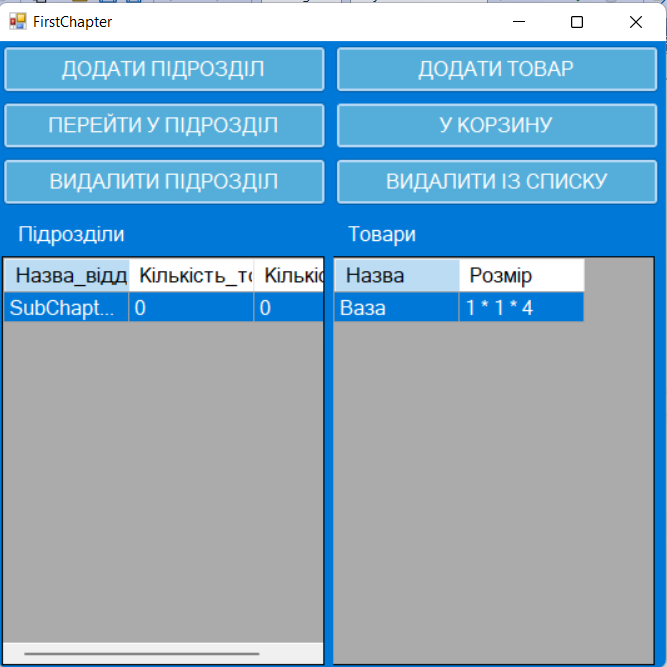 FirstChapter
ДОДАТИ ПІДРОЗДІЛ
ДОДАТИ ТОВАР
ПЕРЕЙТИ У ПІДРОЗДІЛ
У КОРЗИНУ
ВИДАЛИТИ ПІДРОЗДІЛ
ВИДАЛИТИ ІЗ СПИСКУ
Підрозділи
Товари
Назва_відд Кількість_то Кількіс
Назва Розмір
SubChapt... 0 0
Ваза 1 * 1 * 4